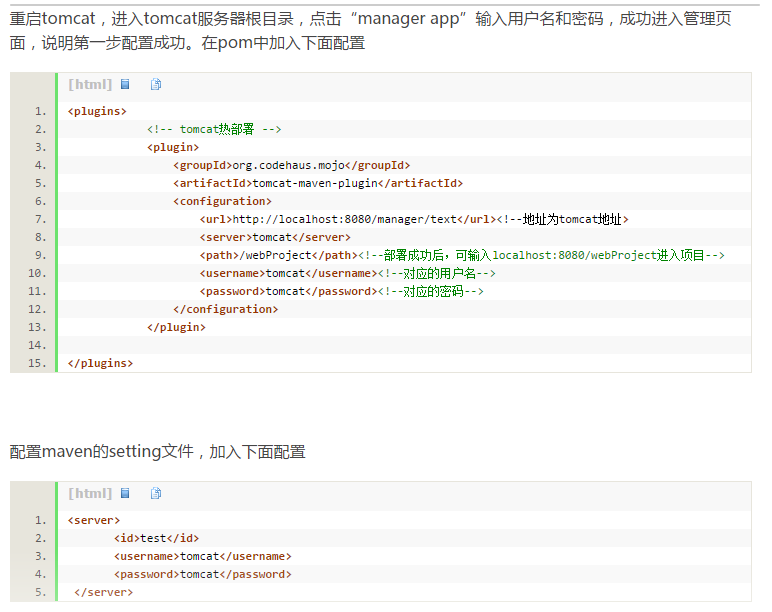 重启tomcat，进入tomcat服务器根目录，点击“manager app”输入用户名和密码，成功进入管理页
面，说明第一步配置成功。在pom中加入下面配置
[html]
1. <plugins>
2. <!-- tomcat热部署 -->
3. <plugin>
4. <groupId>org.codehaus.mojo</groupId>
5. <artifactId>tomcat-maven-plugin</artifactId>
6. <configuration>
7. <url>http://localhost:8080/manager/text</url><!--地址为tomcat地址>
8. <server>tomcat</server>
9. <path>/webProject</path><!--部署成功后，可输入localhost:8080/webProject进入项目-->
10. <username>tomcat</username><!--对应的用户名-->
11. <password>tomcat</password><!--对应的密码-->
12. </configuration>
13. </plugin>
14.
15. </plugins>
配置maven的setting文件，加入下面配置
[html]
1. <server>
2. <id>test</id>
3. <username>tomcat</username>
4. <password>tomcat</password>
5. </server>